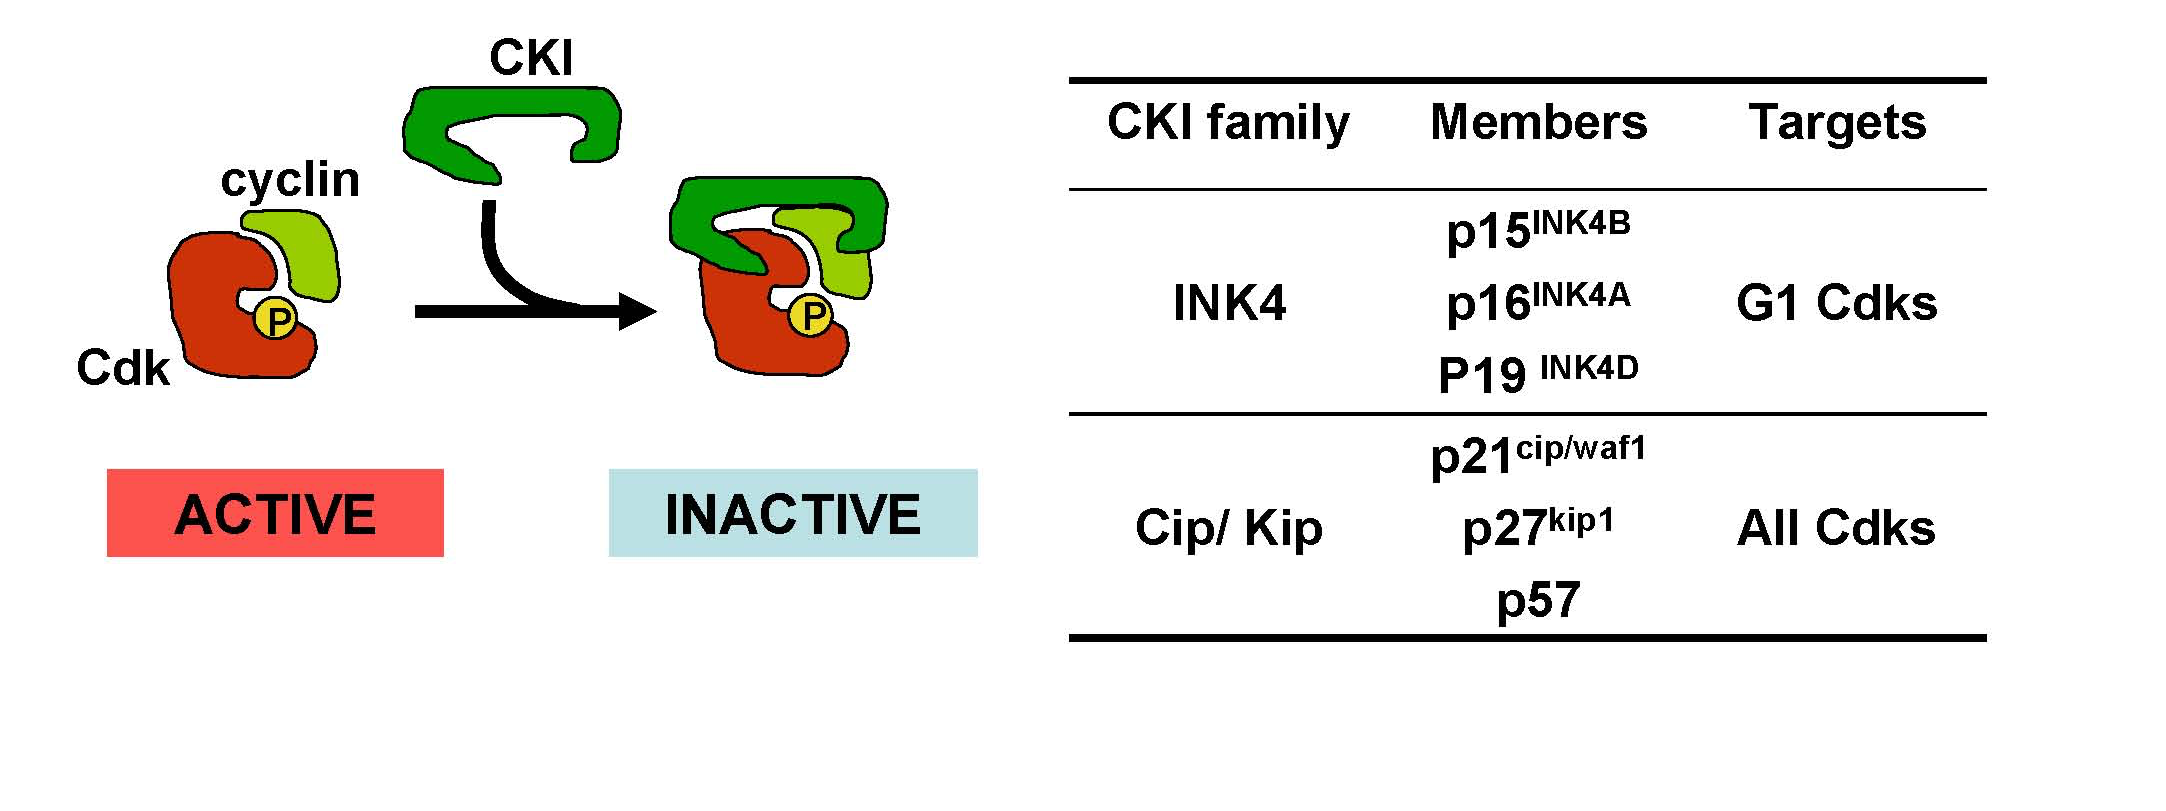 CKI
cyclin
P
Cdk
P
ACTIVE
INACTIVE
CKI family Members Targets
p15INK4B
INK4 p16INK4A G1 Cdks
P19 INK4D
p21cip/waf1
Cip/ Kip p27kip1 All Cdks
p57